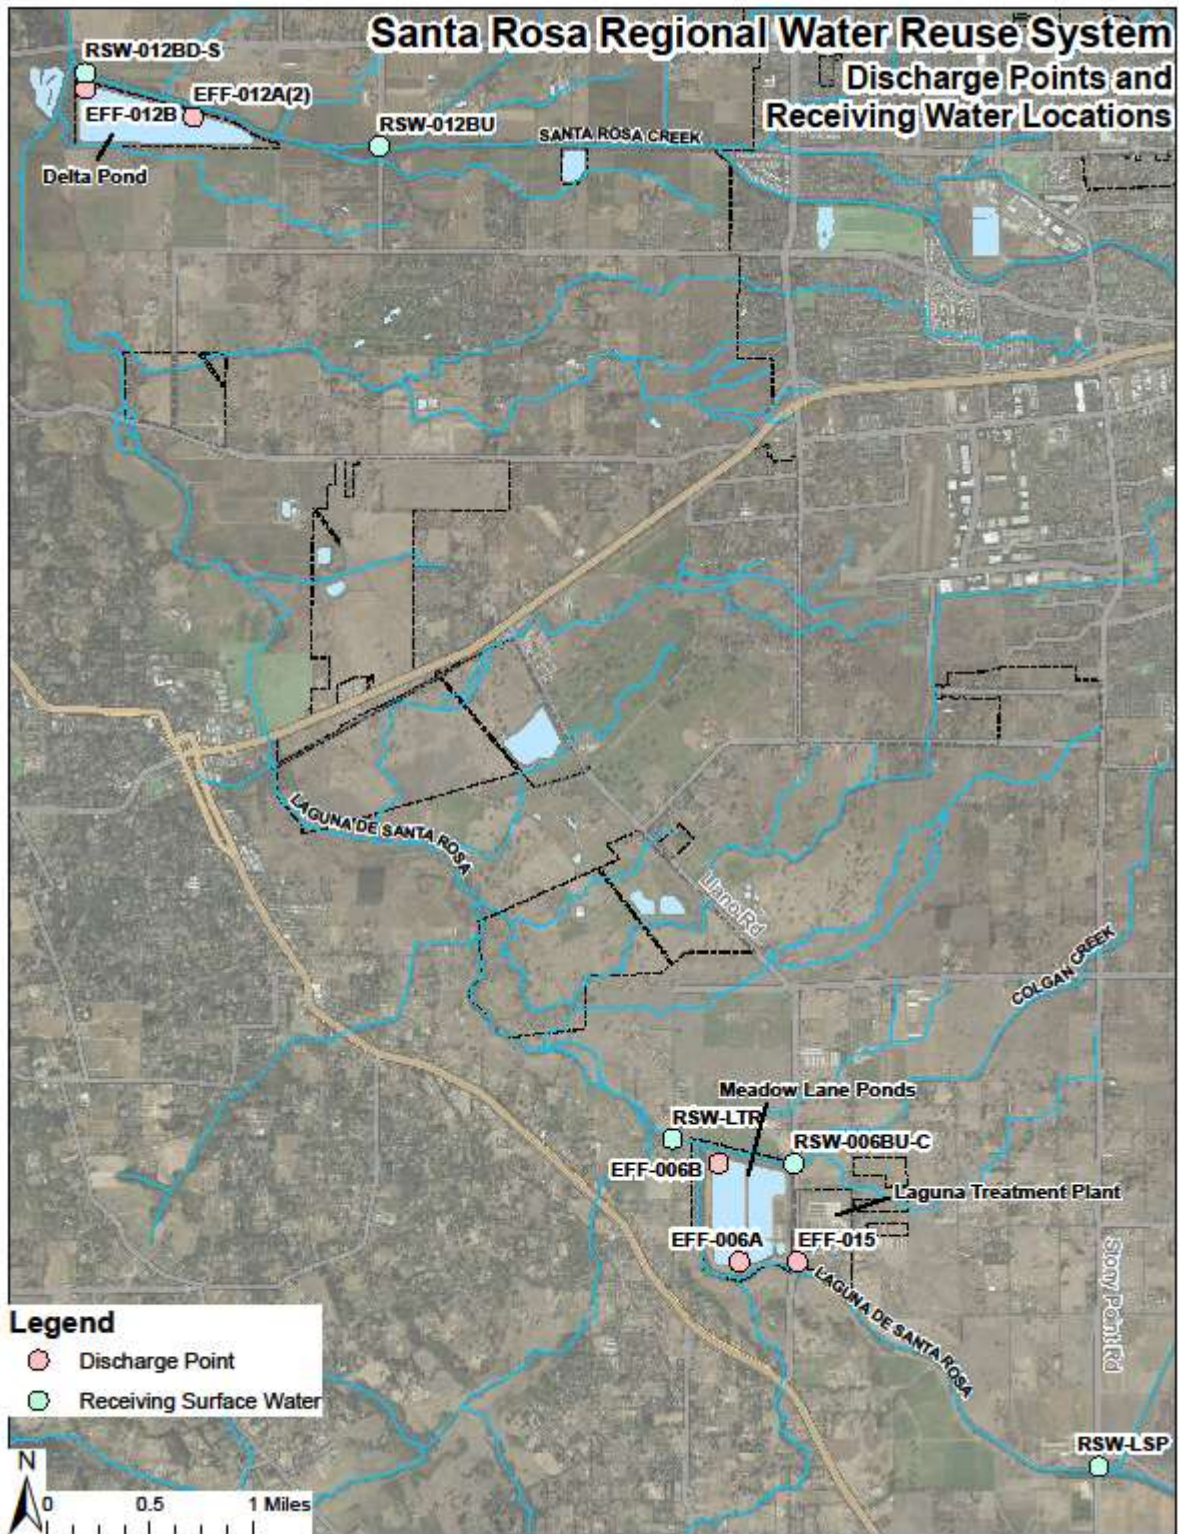 Santa Rosa Regional Water Reuse System
Discharge Points and
Receiving Water Locations
RSW-012BD-S
EFF-012A(2)
EFF-012B
RSW-012BU
SANTA ROSA CREEK
Delta Pond
LAGUNA DE SANTA ROSA
Llano Rd
COLGAN CREEK
Meadow Lane Ponds
RSW-LTR
RSW-006BU-C
EFF-006B
Laguna Treatment Plant
EFF-006A
EFF-015
LAGUNA DE SANTA ROSA
Stony Point Rd
RSW-LSP
Legend
Discharge Point
Receiving Surface Water
N
0 0.5 1 Miles